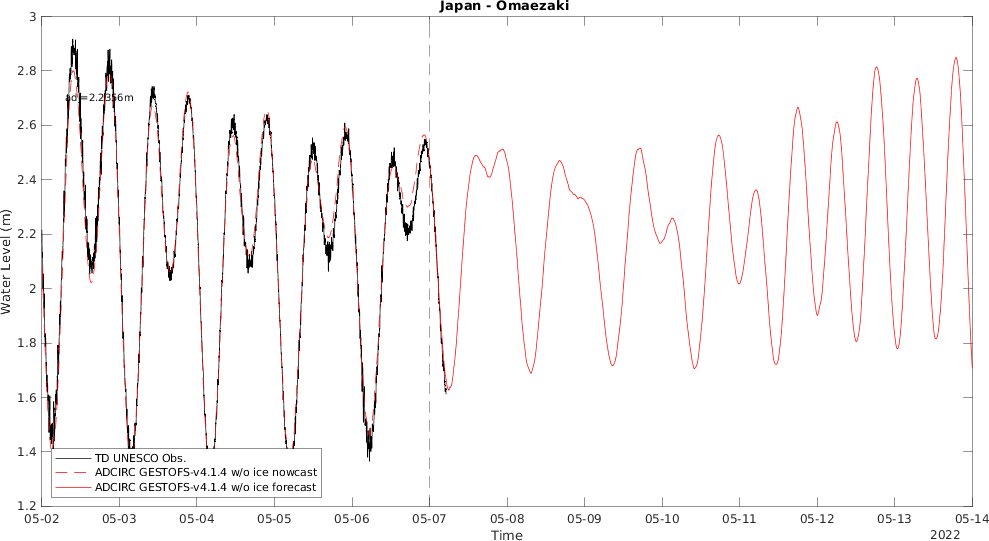 Japan - Omaezaki
3
2.8
adj=2.2356m
2.6
2.4
2.2
2
1.8
1.6
1.4
1.2
Water Level (m)
TD UNESCO Obs.
ADCIRC GESTOFS-v4.1.4 w/o ice nowcast
ADCIRC GESTOFS-v4.1.4 w/o ice forecast
05-02 05-03 05-04 05-05 05-06 05-07 05-08 05-09 05-10 05-11 05-12 05-13 05-14
Time
2022